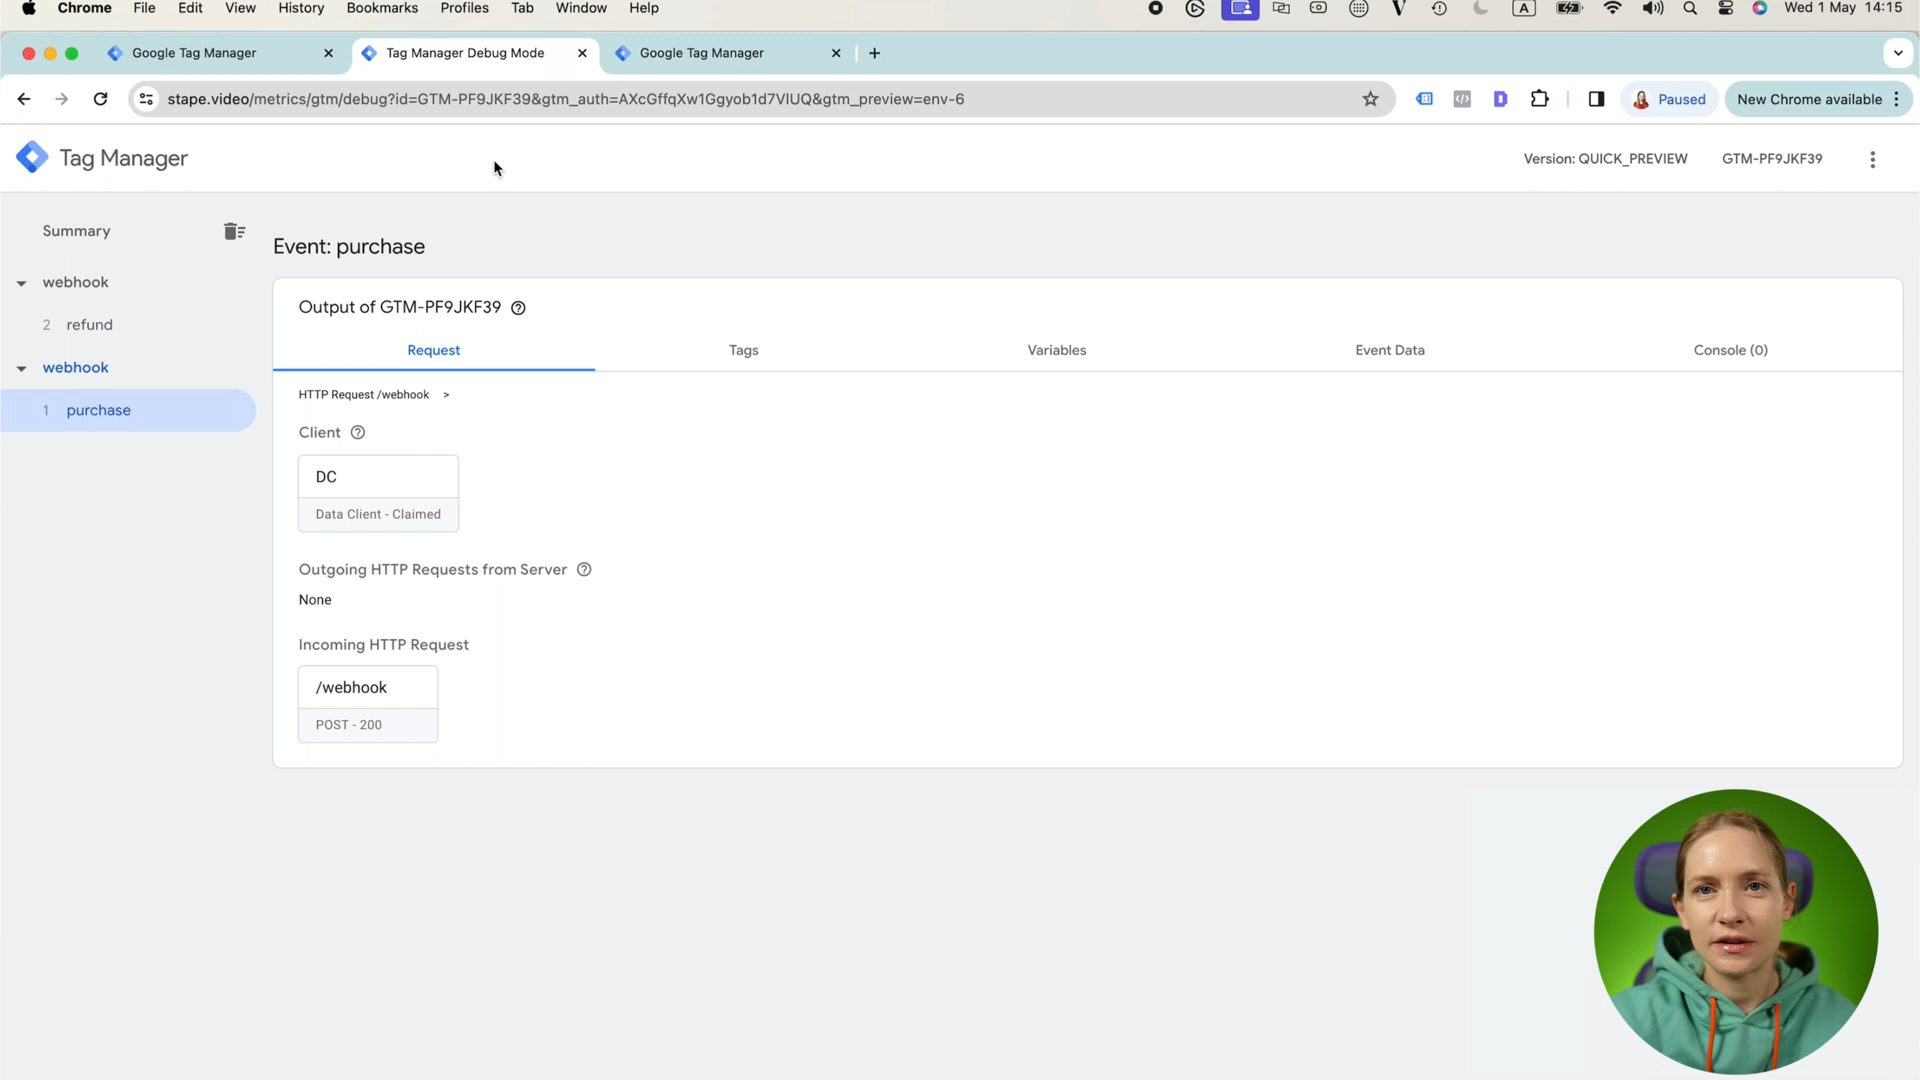 Chrome File Edit View History Bookmarks Profiles Tab Window Help A Wed 1 May 14:15
Google Tag Manager Tag Manager Debug Mode Google Tag Manager
stape.video/metrics/gtm/debug?id=GTM-PF9JKF39&gtm_auth=AXcGffqXw1Ggyob1d7VlUQ&gtm_preview=env-6 Paused New Chrome available
Tag Manager Version: QUICK_PREVIEW GTM-PF9JKF39
Summary
webhook
2 refund
webhook
1 purchase
Event: purchase
Output of GTM-PF9JKF39
Request Tags Variables Event Data Console (0)
HTTP Request /webhook >
Client
DC
Data Client - Claimed
Outgoing HTTP Requests from Server
None
Incoming HTTP Request
/webhook
POST - 200